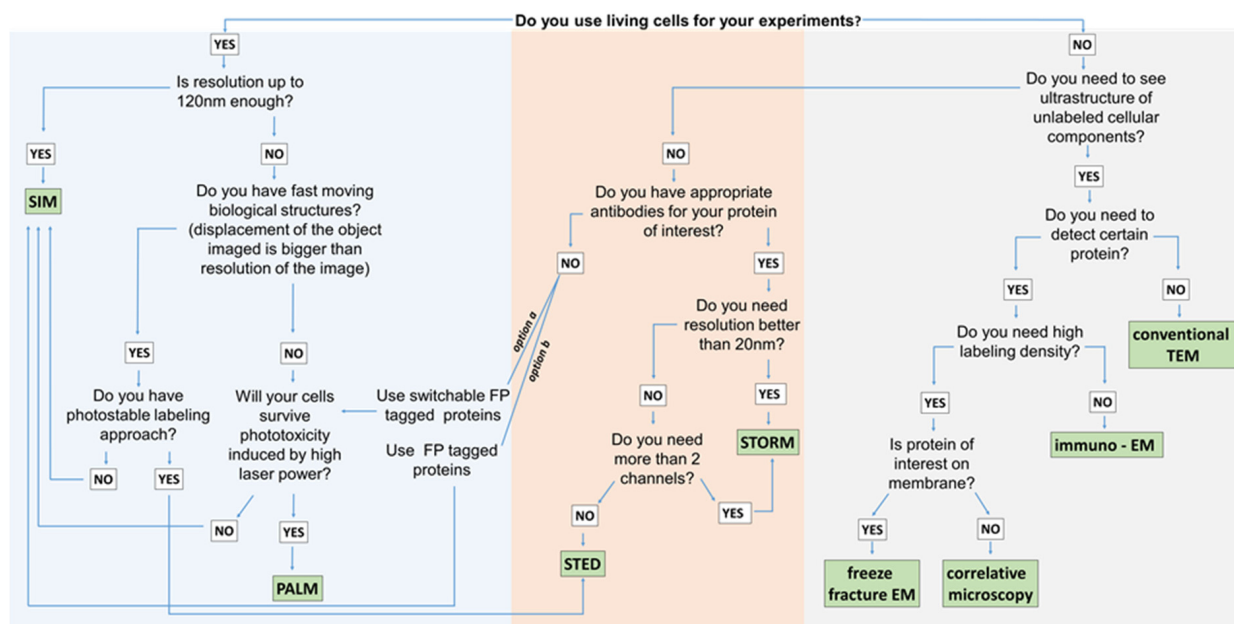 Do you use living cells for your experiments?
YES
NO
Is resolution up to
120nm enough?
YES
SIM
NO
Do you have fast moving
biological structures?
(displacement of the object
imaged is bigger than
resolution of the image)
YES
Do you have
photostable labeling
approach?
NO
YES
NO
Will your cells
survive
phototoxicity
induced by high
laser power?
NO
YES
PALM
Do you need to see
ultrastructure of
unlabeled cellular
components?
NO
Do you have appropriate
antibodies for your protein
of interest?
NO
option a
option b
Use switchable FP
tagged proteins
Use FP tagged
proteins
YES
Do you need
resolution better
than 20nm?
NO
Do you need
more than 2
channels?
NO
STED
YES
YES
STORM
YES
Do you need to
detect certain
protein?
YES
NO
conventional
TEM
Do you need high
labeling density?
YES
NO
immuno - EM
Is protein of
interest on
membrane?
YES
NO
freeze
fracture EM
correlative
microscopy